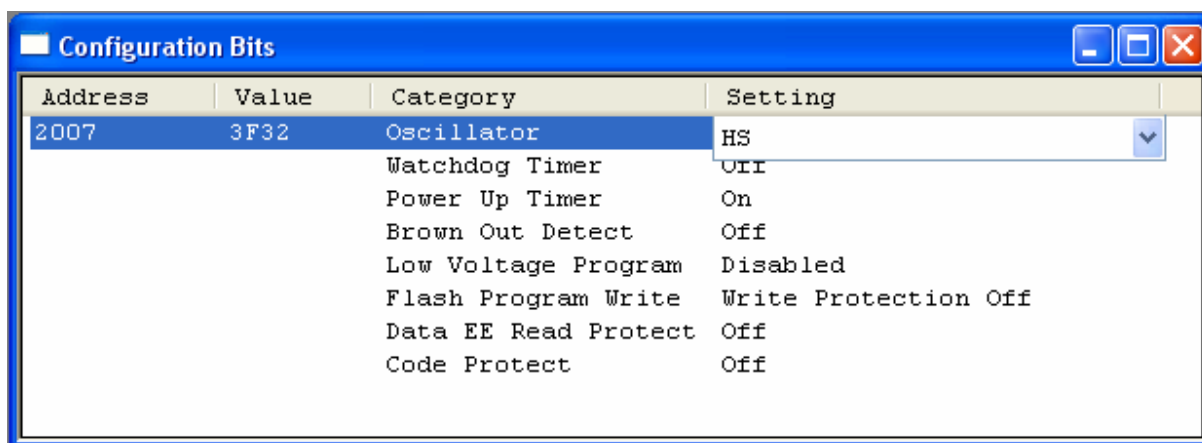 Configuration Bits
Address Value Category Setting
2007 3F32 Oscillator HS
Watchdog Timer Off
Power Up Timer On
Brown Out Detect Off
Low Voltage Program Disabled
Flash Program Write Write Protection Off
Data EE Read Protect Off
Code Protect Off